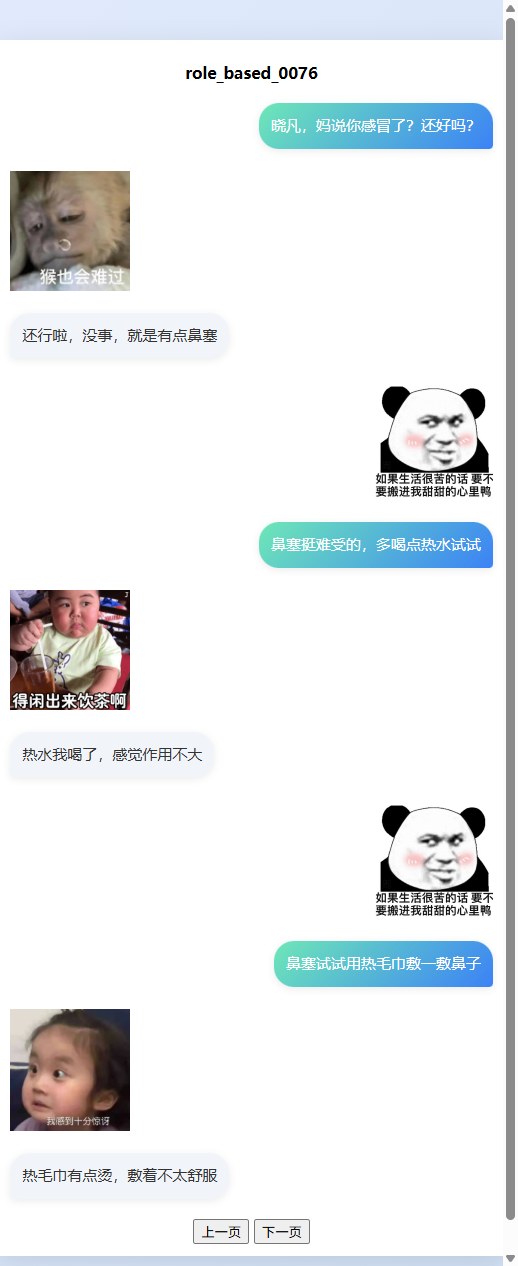 role_based_0076
晓凡，妈说你感冒了？还好吗？
猴也会难过
还行啦，没事，就是有点鼻塞
如果生活很苦的话 要不
要搬进我甜甜的心里鸭
鼻塞挺难受的，多喝点热水试试
得闲出来饮茶啊
热水我喝了，感觉作用不大
如果生活很苦的话 要不
要搬进我甜甜的心里鸭
鼻塞试试用热毛巾敷一敷鼻子
我感到十分惊讶
热毛巾有点烫，敷着不太舒服
上一页 下一页